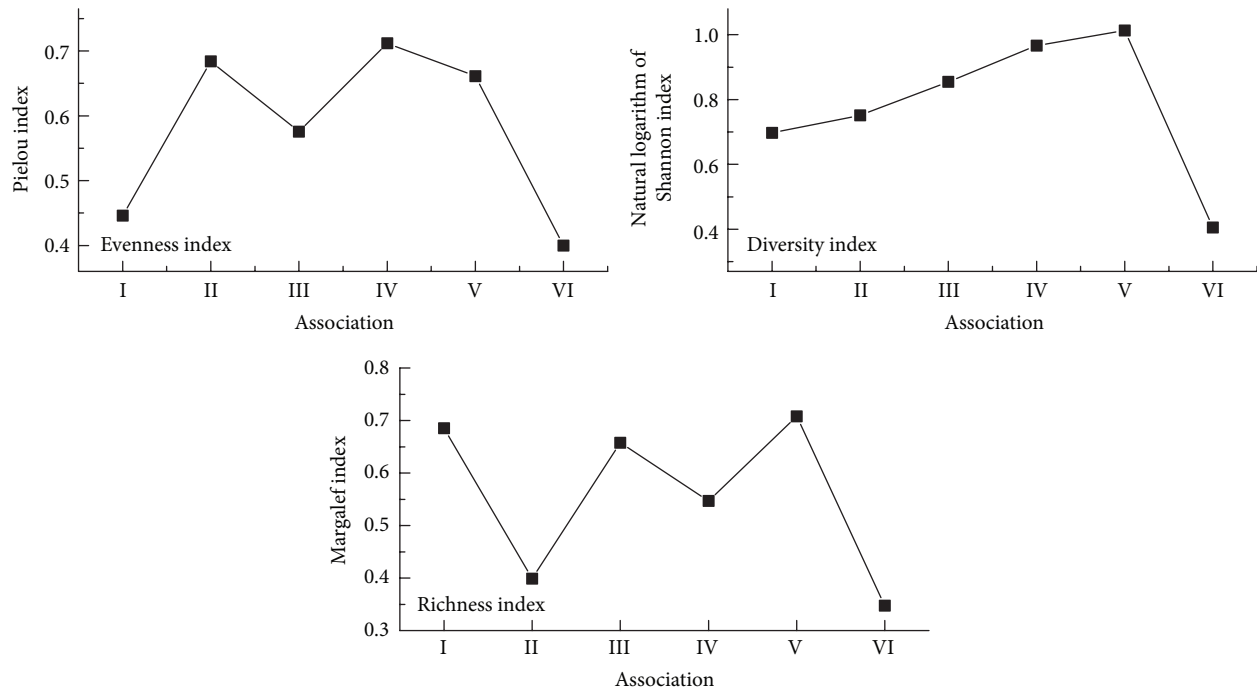 0.7
0.6
0.5
0.4
Pielou index
Evenness index
I II III IV V VI
Association
1.0
0.8
0.6
0.4
Natural logarithm of
Shannon index
Diversity index
I II III IV V VI
Association
0.8
0.7
0.6
0.5
0.4
0.3
Margalef index
Richness index
I II III IV V VI
Association